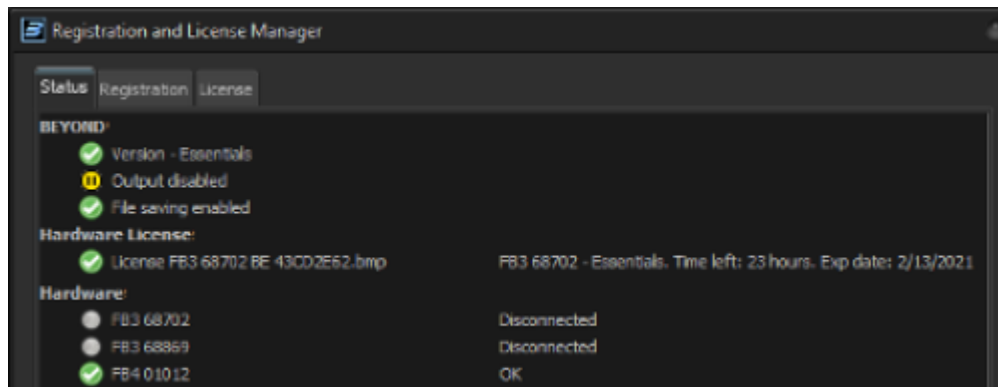 Registration and License Manager
Status Registration License
BEYOND:
Version - Essentials
Output disabled
File saving enabled
Hardware License:
License FB3 68702 BE 43CD2E62.bmp FB3 68702 - Essentials. Time left: 23 hours. Exp date: 2/13/2021
Hardware:
FB3 68702 Disconnected
FB3 68869 Disconnected
FB4 01012 OK